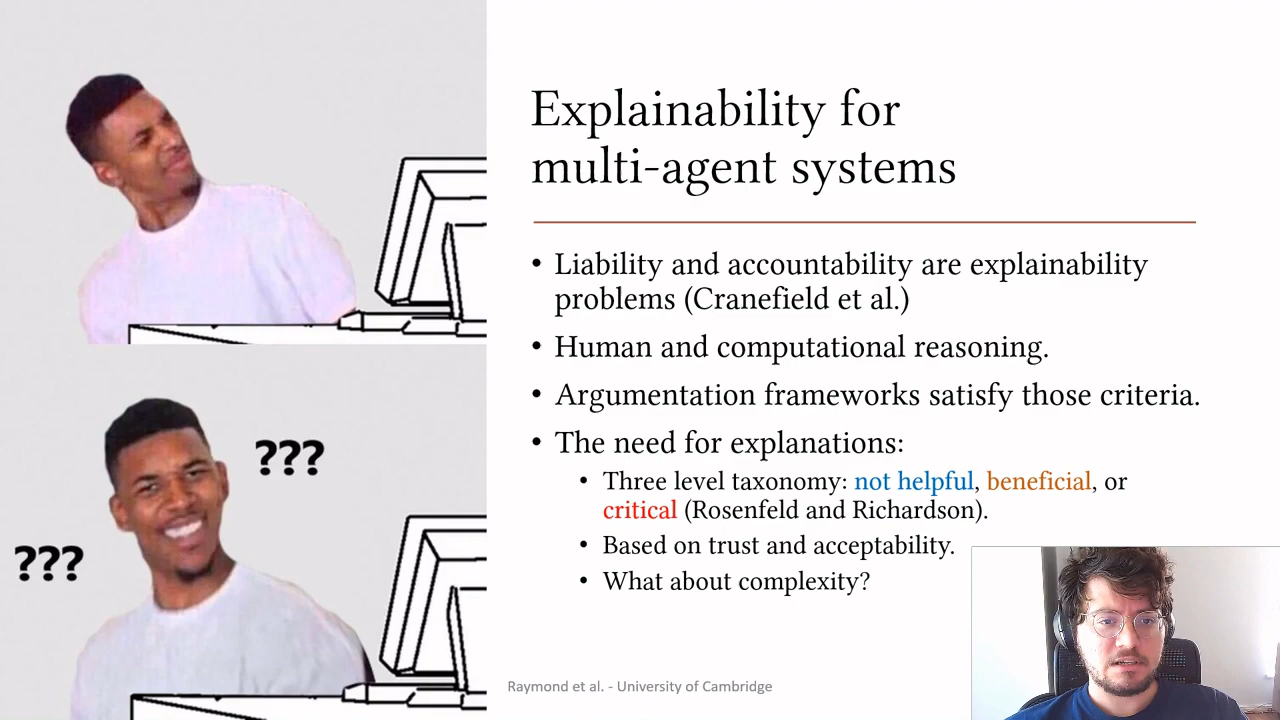 Explainability for
multi-agent systems
• Liability and accountability are explainability
problems (Cranefield et al.)
• Human and computational reasoning.
• Argumentation frameworks satisfy those criteria.
• The need for explanations:
• Three level taxonomy: not helpful, beneficial, or
critical (Rosenfeld and Richardson).
• Based on trust and acceptability.
• What about complexity?
???
???
Raymond et al. - University of Cambridge